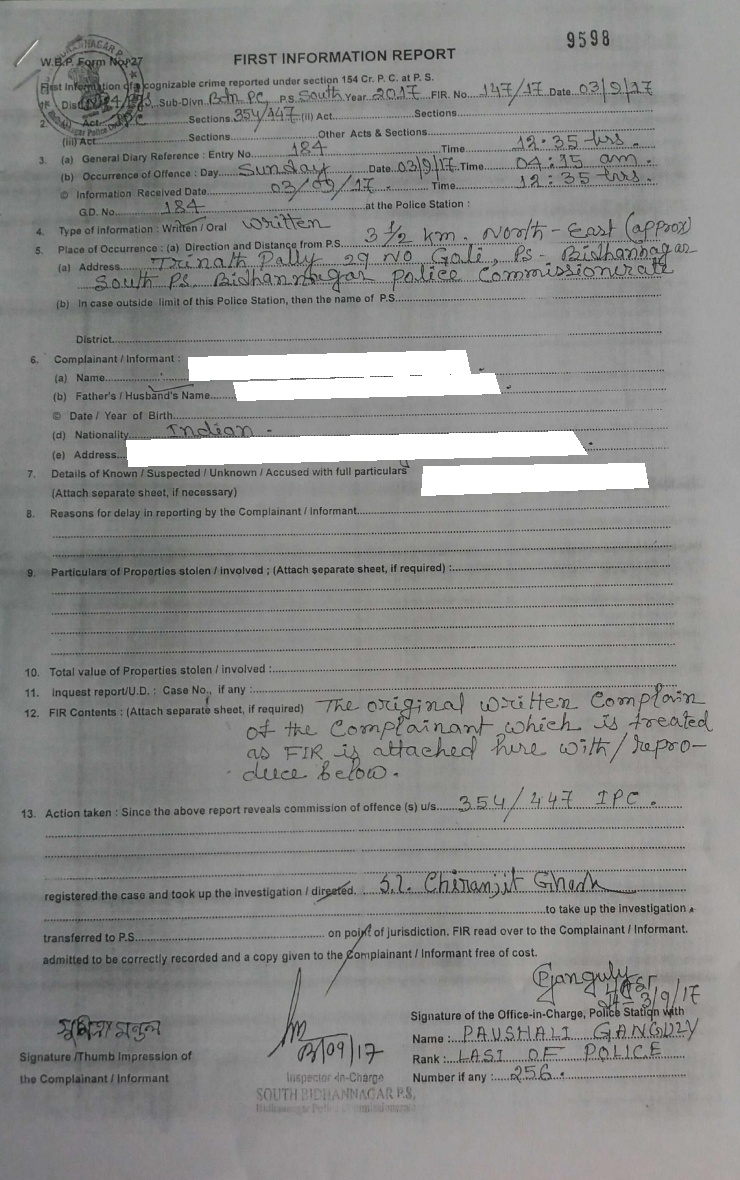 9598
W.B.P. Form No. 27
FIRST INFORMATION REPORT
First Information of a cognizable crime reported under section 154 Cr. P. C. at P. S.
1. Dist. Sub-Divn. Bdn PC P.S. South Year 2017 FIR. No. 147/17 Date 03/9/17
2. Act IPC Sections 354/447 (ii) Act Sections
(iii) Act Sections Other Acts & Sections
3. (a) General Diary Reference : Entry No. 184 Time 12:35 hrs.
(b) Occurrence of Offence : Day Sunday Date 03/9/17 Time 04:15 am.
© Information Received Date 03/09/17. Time 12:35 hrs.
G.D. No. 184 at the Police Station :
4. Type of information : Written / Oral Written
5. Place of Occurrence : (a) Direction and Distance from P.S. 3 1/2 km. North-East (approx)
(a) Address Trinath Pally 29 No Gali, PS - Bidhannagar
South PS, Bidhannagar Police Commissionerate
(b) In case outside limit of this Police Station, then the name of P.S.
District
6. Complainant / Informant :
(a) Name
(b) Father's / Husband's Name
© Date / Year of Birth
(d) Nationality Indian -
(e) Address
7. Details of Known / Suspected / Unknown / Accused with full particulars
(Attach separate sheet, if necessary)
8. Reasons for delay in reporting by the Complainant / Informant
9. Particulars of Properties stolen / involved ; (Attach separate sheet, if required) :
10. Total value of Properties stolen / involved :
11. Inquest report/U.D. : Case No., if any :
12. FIR Contents : (Attach separate sheet, if required) The original written Complain
of the Complainant which is treated
as FIR is attached here with/repro-
duce below.
13. Action taken : Since the above report reveals commission of offence (s) u/s 354/447 IPC.
registered the case and took up the investigation / directed. S.I. Chiranjit Ghosh
to take up the investigation
transferred to P.S. on point of jurisdiction. FIR read over to the Complainant / Informant.
admitted to be correctly recorded and a copy given to the Complainant / Informant free of cost.
PGanguly
3/9/17
Signature of the Office-in-Charge, Police Station with
Name : PAUSHALI GANGULY
Rank : LASI OF POLICE
Number if any : 256.
সুমিত্রা মন্ডল
Signature /Thumb Impression of
the Complainant / Informant
03/09/17
Inspector-in-Charge
SOUTH BIDHANNAGAR P.S.
Bidhannagar Police Commissionerate